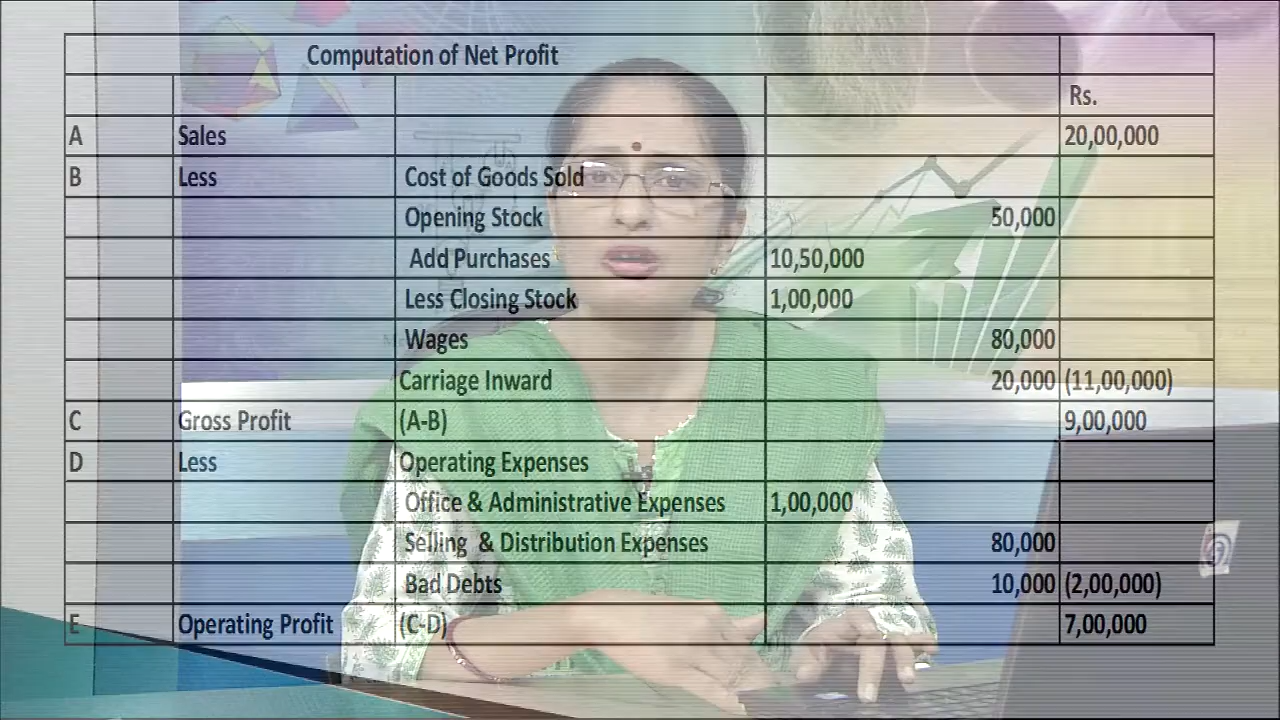 Computation of Net Profit
Rs.
A Sales 20,00,000
B Less Cost of Goods Sold
Opening Stock 50,000
Add Purchases 10,50,000
Less Closing Stock 1,00,000
Wages 80,000
Carriage Inward 20,000 (11,00,000)
C Gross Profit (A-B) 9,00,000
D Less Operating Expenses
Office & Administrative Expenses 1,00,000
Selling & Distribution Expenses 80,000
Bad Debts 10,000 (2,00,000)
E Operating Profit (C-D) 7,00,000